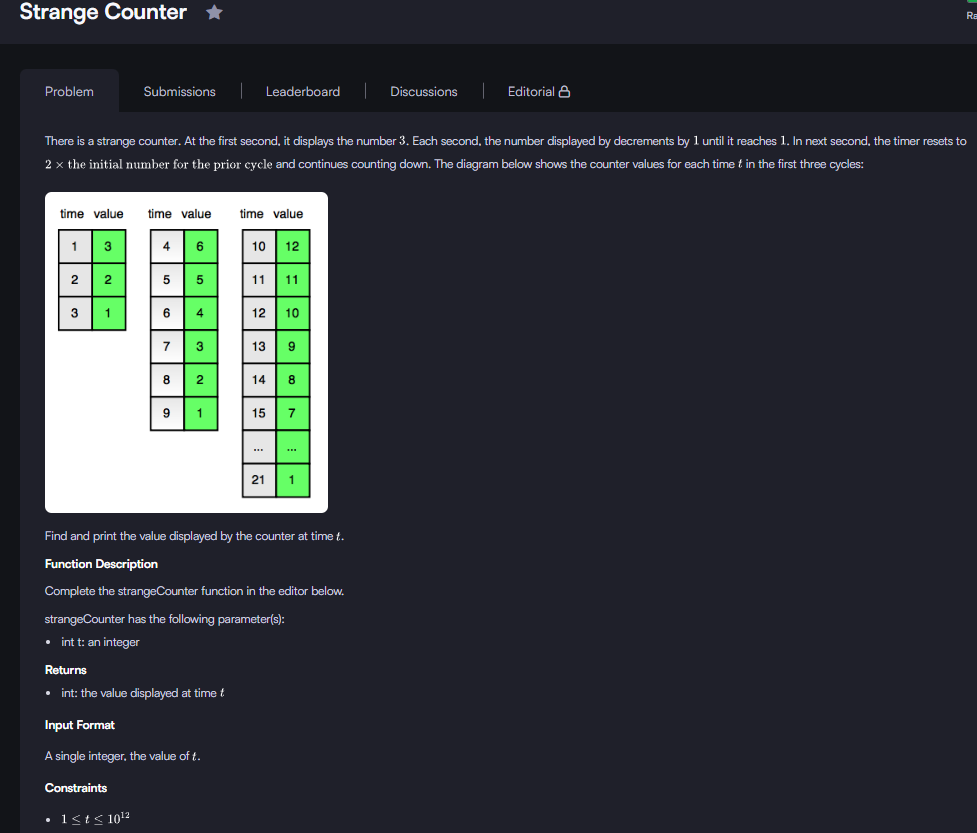 Strange Counter
Ra
Problem Submissions Leaderboard Discussions Editorial
There is a strange counter. At the first second, it displays the number 3. Each second, the number displayed by decrements by 1 until it reaches 1. In next second, the timer resets to
2 × the initial number for the prior cycle and continues counting down. The diagram below shows the counter values for each time t in the first three cycles:
time value time value time value
1 3 4 6 10 12
2 2 5 5 11 11
3 1 6 4 12 10
7 3 13 9
8 2 14 8
9 1 15 7
... ...
21 1
Find and print the value displayed by the counter at time t.
Function Description
Complete the strangeCounter function in the editor below.
strangeCounter has the following parameter(s):
• int t: an integer
Returns
• int: the value displayed at time t
Input Format
A single integer, the value of t.
Constraints
• 1 ≤ t ≤ 10¹²